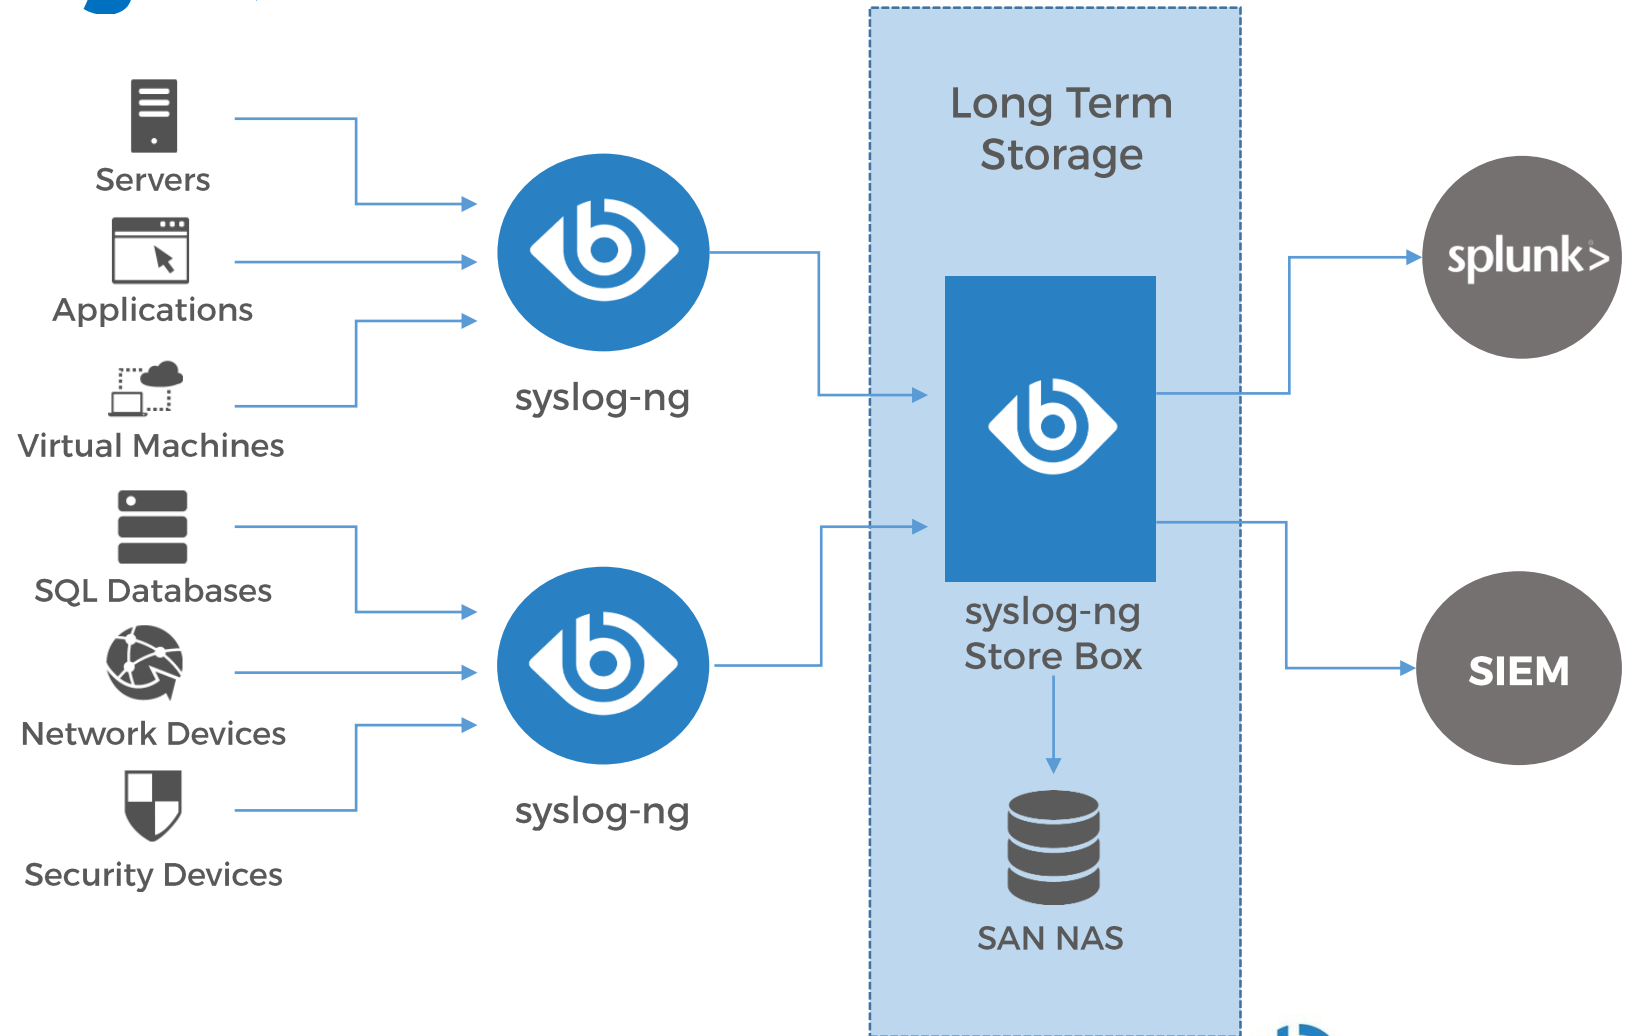 Long Term
Storage
Servers
Applications
Virtual Machines
SQL Databases
Network Devices
Security Devices
syslog-ng
syslog-ng
syslog-ng
Store Box
SAN NAS
splunk>
SIEM